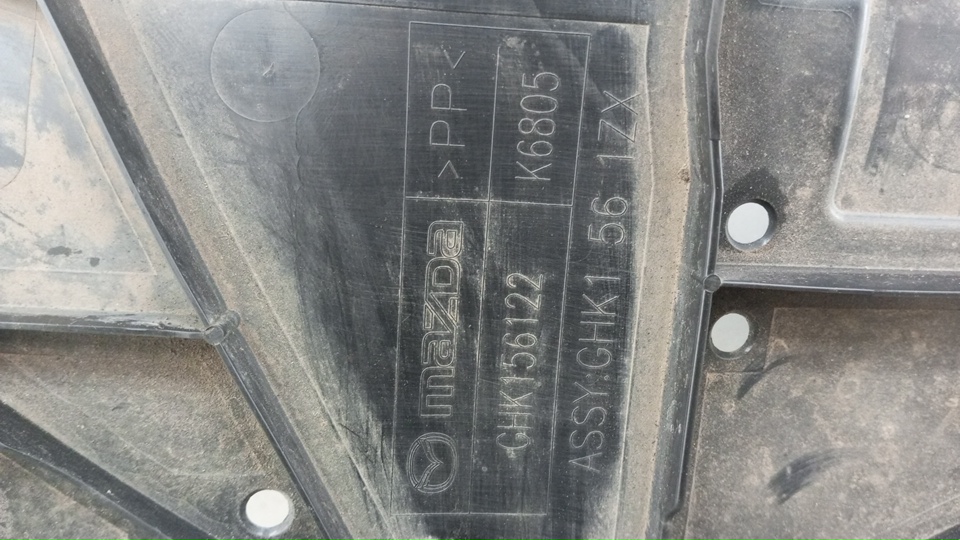 mazda >PP<
GHK156122 K6805
ASSY:GHK1 56 1ZX